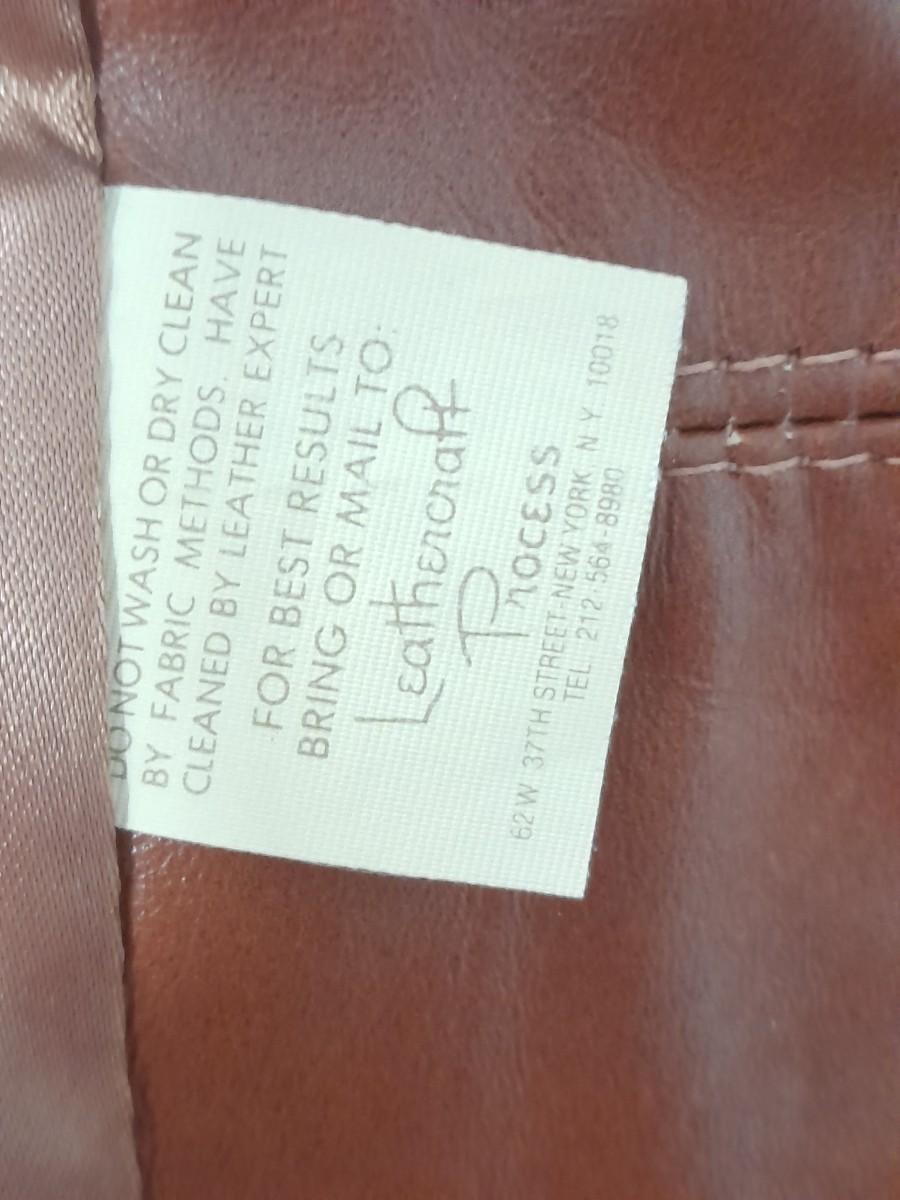 DO NOT WASH OR DRY CLEAN
BY FABRIC METHODS. HAVE
CLEANED BY LEATHER EXPERT
FOR BEST RESULTS
BRING OR MAIL TO:
Leathercraft
Process
62W 37TH STREET-NEW YORK N Y 10018
TEL 212-564-8980